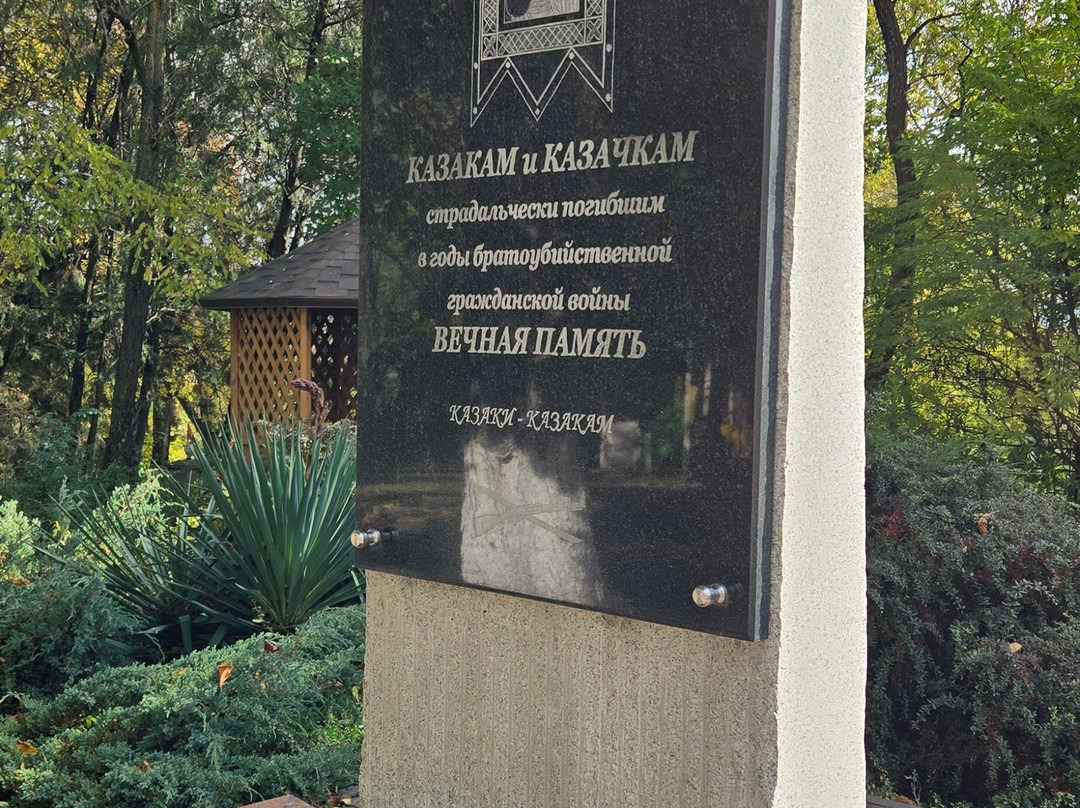 КАЗАКАМ и КАЗАЧКАМ
страдальчески погибшим
в годы братоубийственной
гражданской войны
ВЕЧНАЯ ПАМЯТЬ
КАЗАКИ - КАЗАКАМ